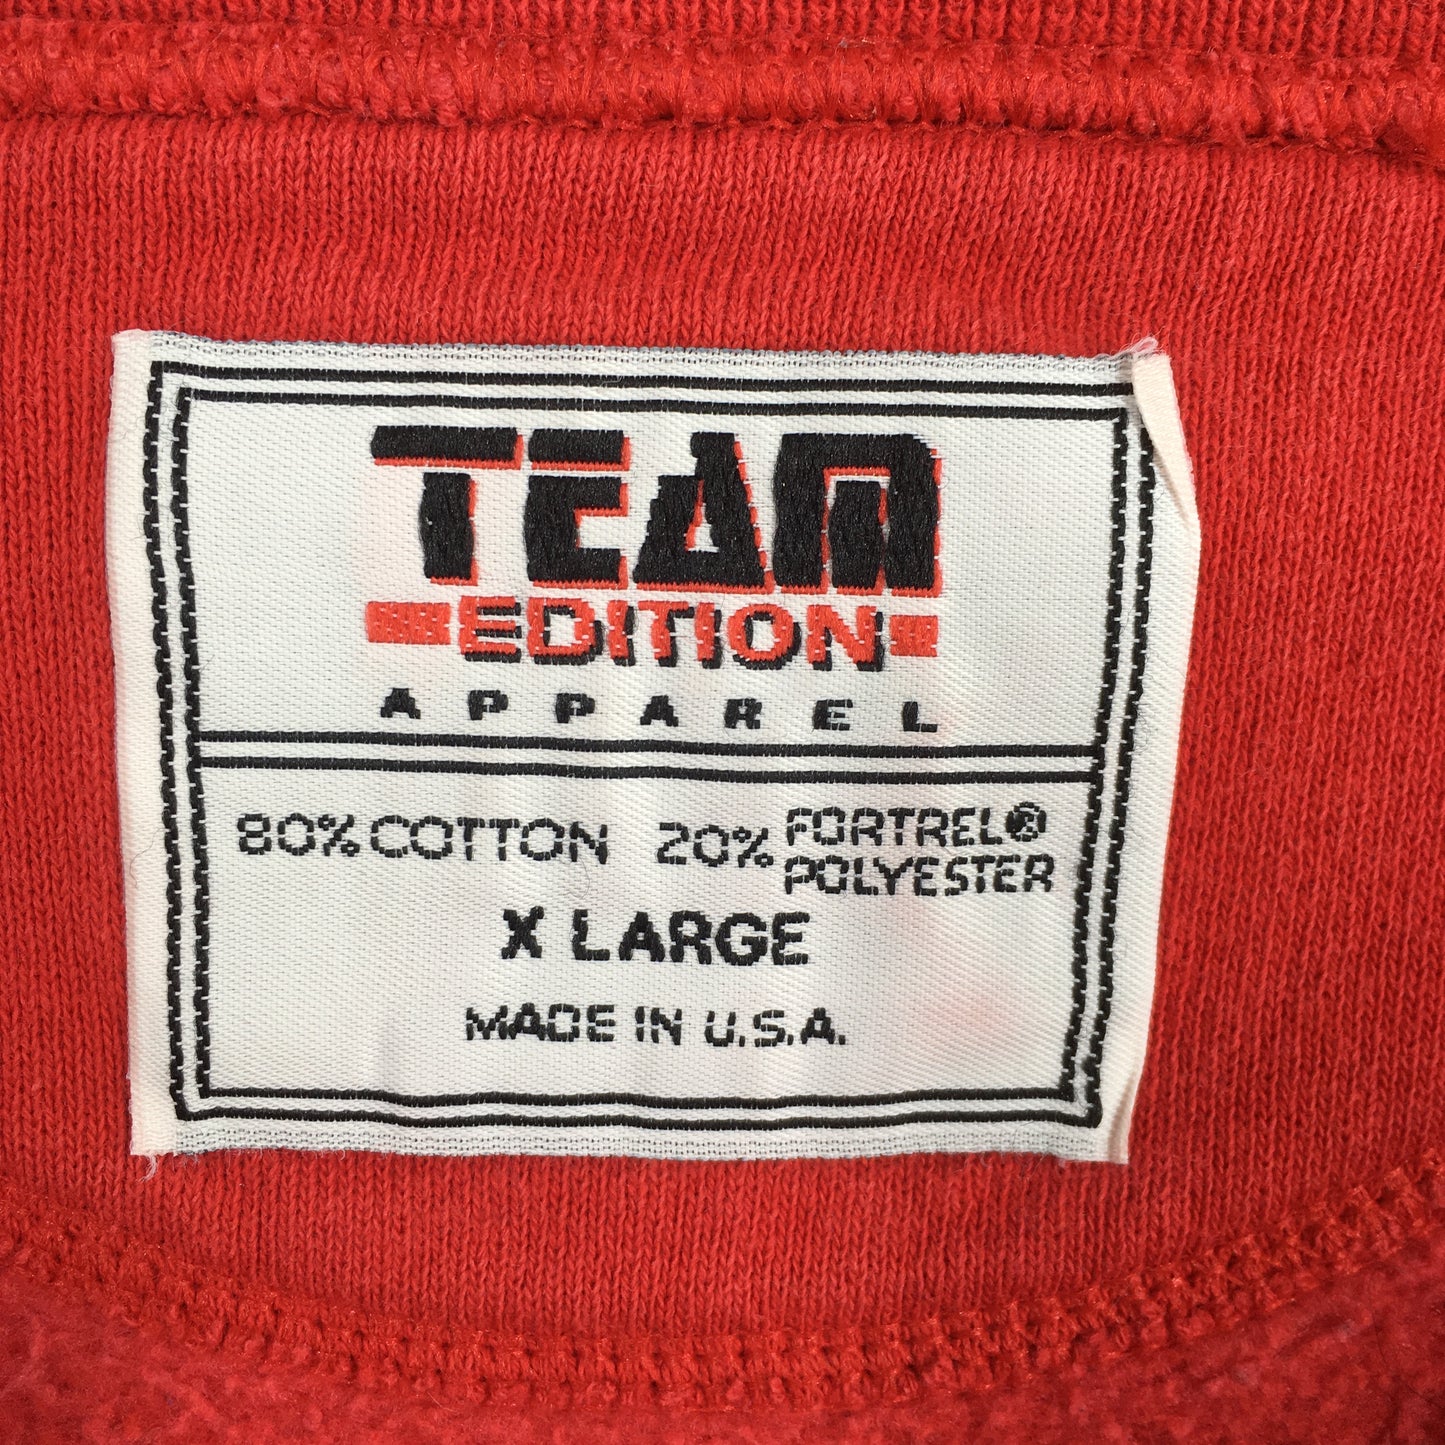 TEAM
EDITION
APPAREL
80% COTTON 20% FORTREL®
POLYESTER
X LARGE
MADE IN U.S.A.